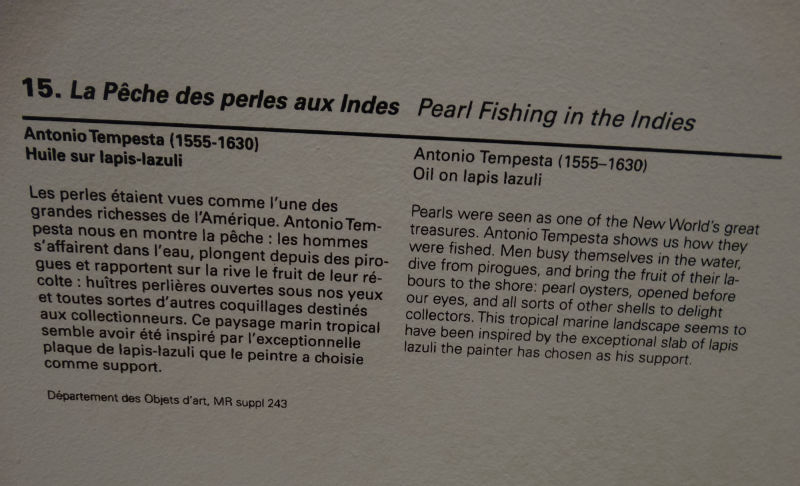 15. La Pêche des perles aux Indes Pearl Fishing in the Indies
Antonio Tempesta (1555-1630)
Huile sur lapis-lazuli
Les perles étaient vues comme l'une des
grandes richesses de l'Amérique. Antonio Tem-
pesta nous en montre la pêche : les hommes
s'affairent dans l'eau, plongent depuis des piro-
gues et rapportent sur la rive le fruit de leur ré-
colte : huîtres perlières ouvertes sous nos yeux
et toutes sortes d'autres coquillages destinés
aux collectionneurs. Ce paysage marin tropical
semble avoir été inspiré par l'exceptionnelle
plaque de lapis-lazuli que le peintre a choisie
comme support.
Département des Objets d'art, MR suppl 243
Antonio Tempesta (1555–1630)
Oil on lapis lazuli
Pearls were seen as one of the New World's great
treasures. Antonio Tempesta shows us how they
were fished. Men busy themselves in the water,
dive from pirogues, and bring the fruit of their la-
bours to the shore: pearl oysters, opened before
our eyes, and all sorts of other shells to delight
collectors. This tropical marine landscape seems to
have been inspired by the exceptional slab of lapis
lazuli the painter has chosen as his support.